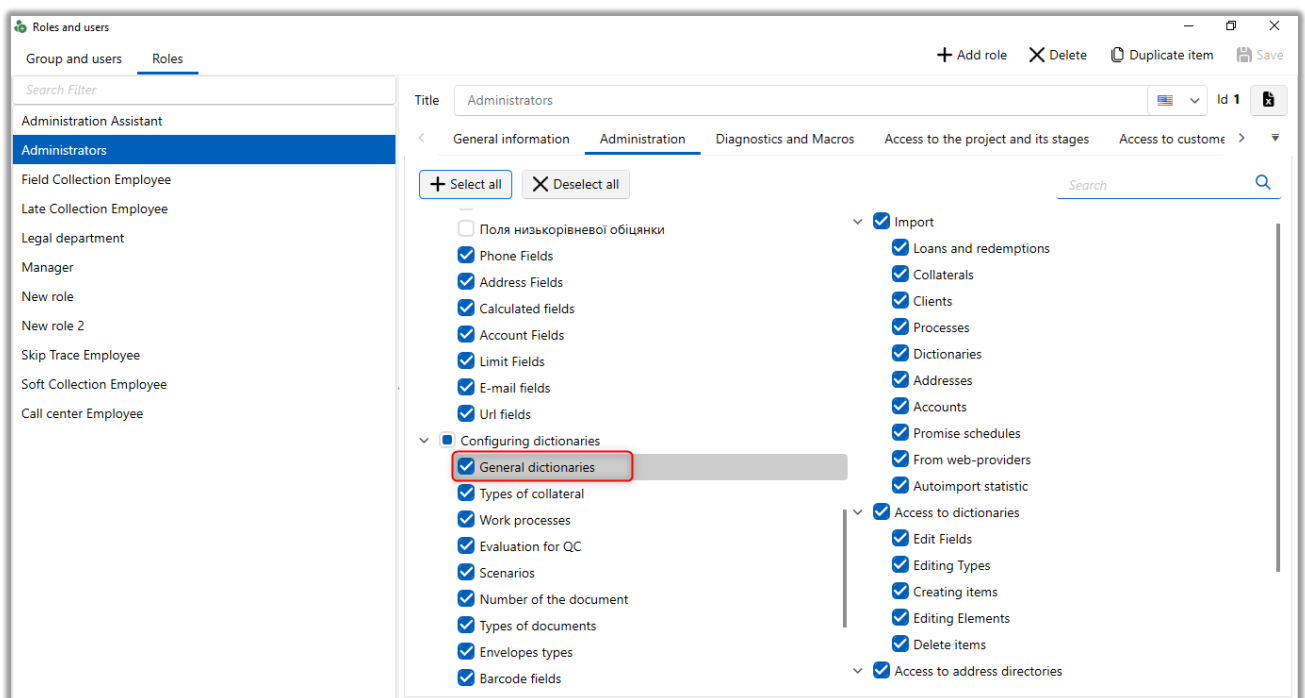 Roles and users
Group and users
Roles
Add role
Delete
Duplicate item
Save
Search Filter
Administration Assistant
Administrators
Field Collection Employee
Late Collection Employee
Legal department
Manager
New role
New role 2
Skip Trace Employee
Soft Collection Employee
Call center Employee
Title
Administrators
Id 1
General information
Administration
Diagnostics and Macros
Access to the project and its stages
Access to custome
Select all
Deselect all
Search
Поля низькорівневої обіцянки
Phone Fields
Address Fields
Calculated fields
Account Fields
Limit Fields
E-mail fields
Url fields
Configuring dictionaries
General dictionaries
Types of collateral
Work processes
Evaluation for QC
Scenarios
Number of the document
Types of documents
Envelopes types
Barcode fields
Import
Loans and redemptions
Collaterals
Clients
Processes
Dictionaries
Addresses
Accounts
Promise schedules
From web-providers
Autoimport statistic
Access to dictionaries
Edit Fields
Editing Types
Creating items
Editing Elements
Delete items
Access to address directories